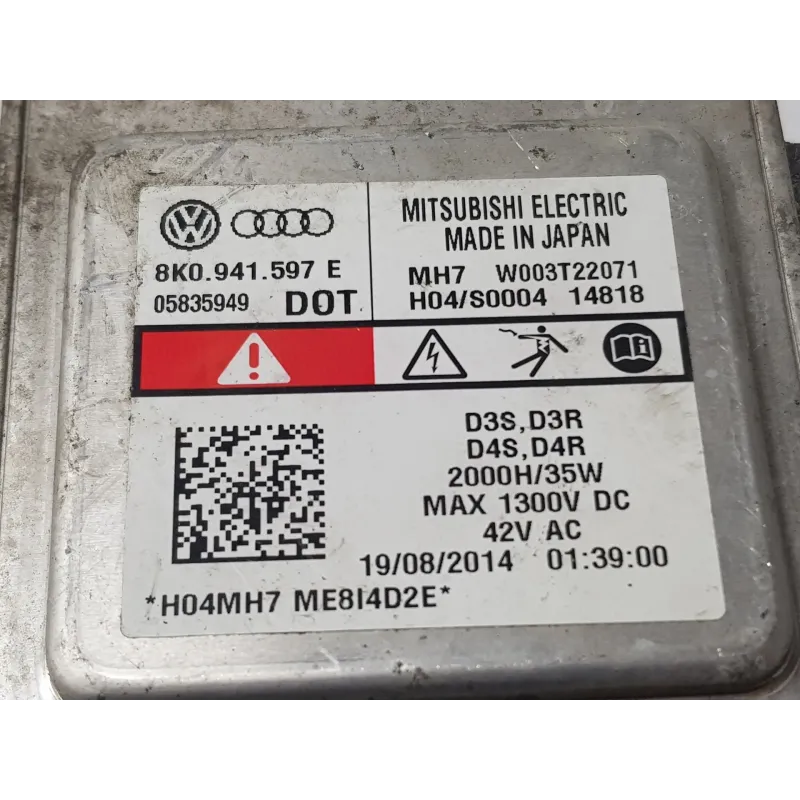 8K0.941.597 E
05835949 DOT
MITSUBISHI ELECTRIC
MADE IN JAPAN
MH7 W003T22071
H04/S0004 14818
D3S,D3R
D4S,D4R
2000H/35W
MAX 1300V DC
42V AC
19/08/2014 01:39:00
*H04MH7 ME8I4D2E*